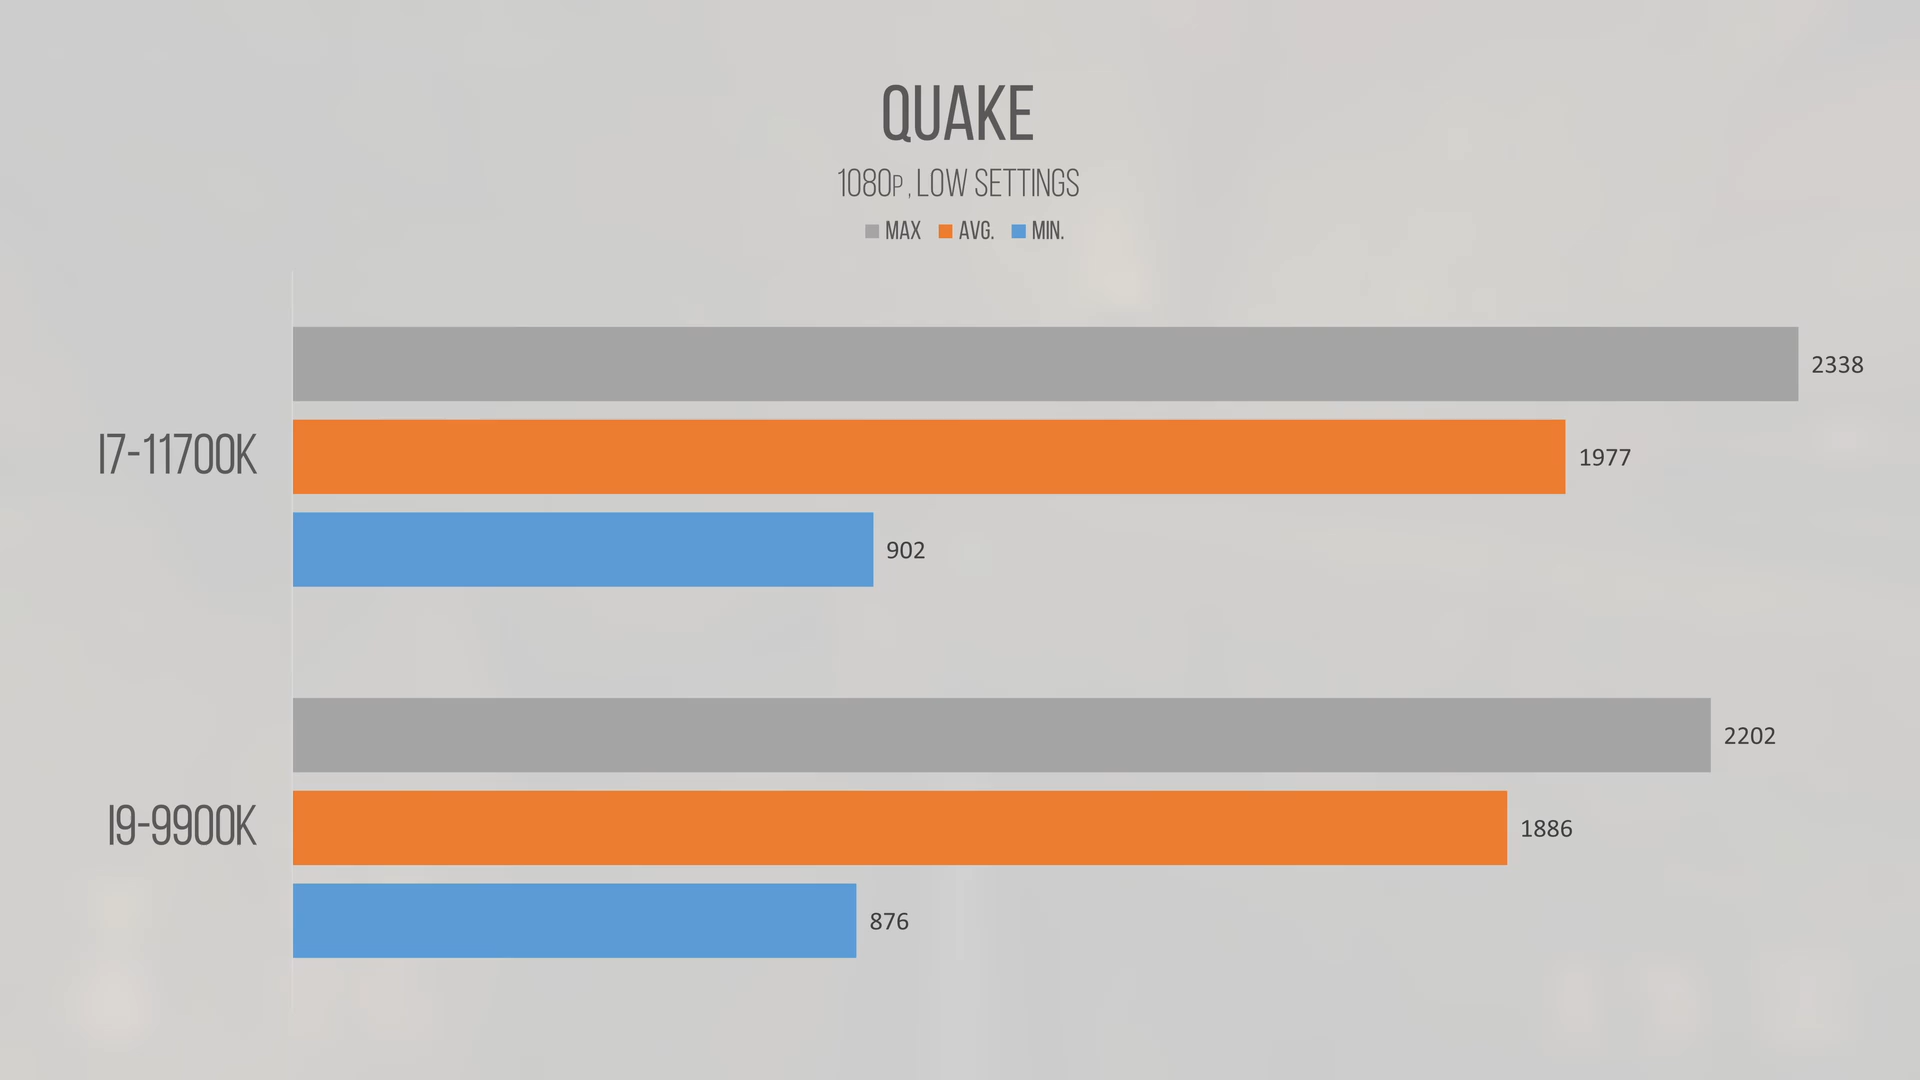 QUAKE
1080P, LOW SETTINGS
MAX AVG. MIN.
2338
I7-11700K
1977
902
2202
I9-9900K
1886
876